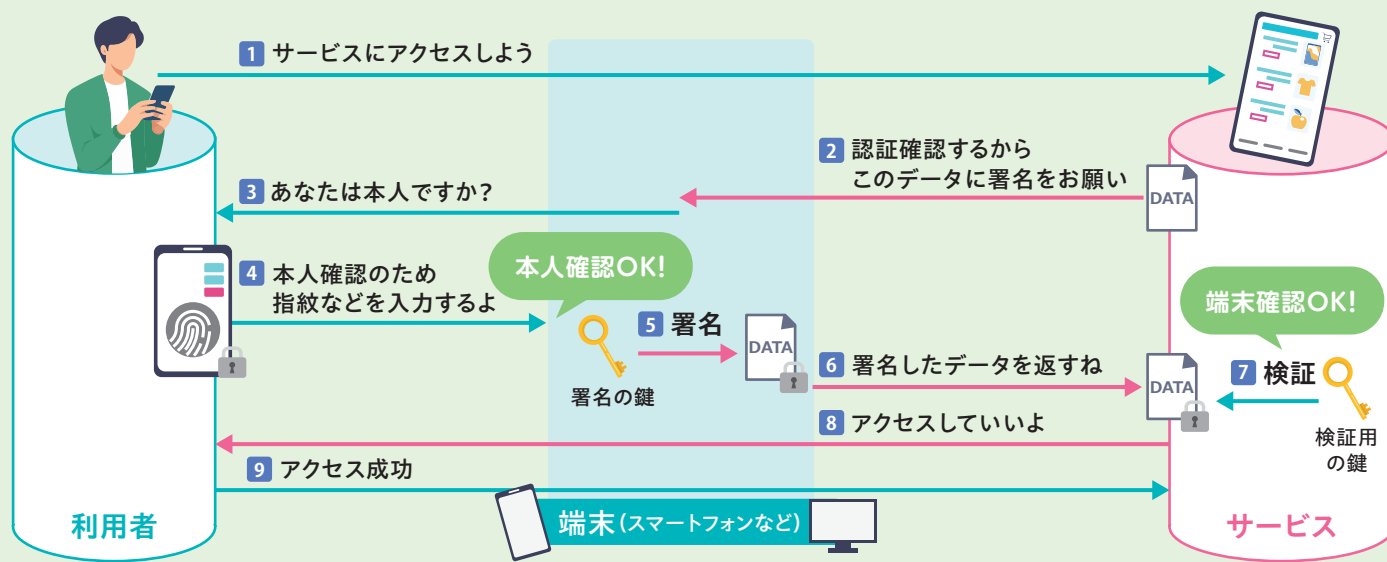 1 サービスにアクセスしよう
2 認証確認するから
このデータに署名をお願い
DATA
3 あなたは本人ですか?
4 本人確認のため
指紋などを入力するよ
本人確認OK!
署名の鍵
5 署名
DATA
6 署名したデータを返すね
DATA
端末確認OK!
7 検証
検証用
の鍵
8 アクセスしていいよ
9 アクセス成功
利用者
端末(スマートフォンなど)
サービス